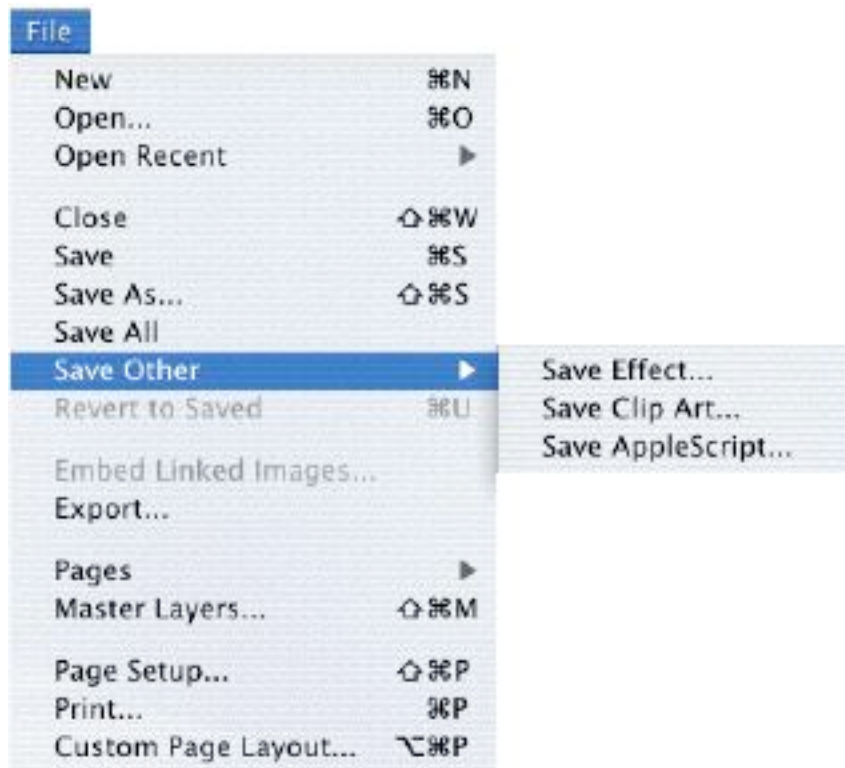 File
New ⌘N
Open... ⌘O
Open Recent ▶
Close ⇧⌘W
Save ⌘S
Save As... ⇧⌘S
Save All
Save Other ▶
Save Effect...
Save Clip Art...
Save AppleScript...
Revert to Saved ⌘U
Embed Linked Images...
Export...
Pages ▶
Master Layers... ⇧⌘M
Page Setup... ⇧⌘P
Print... ⌘P
Custom Page Layout... ⌥⌘P